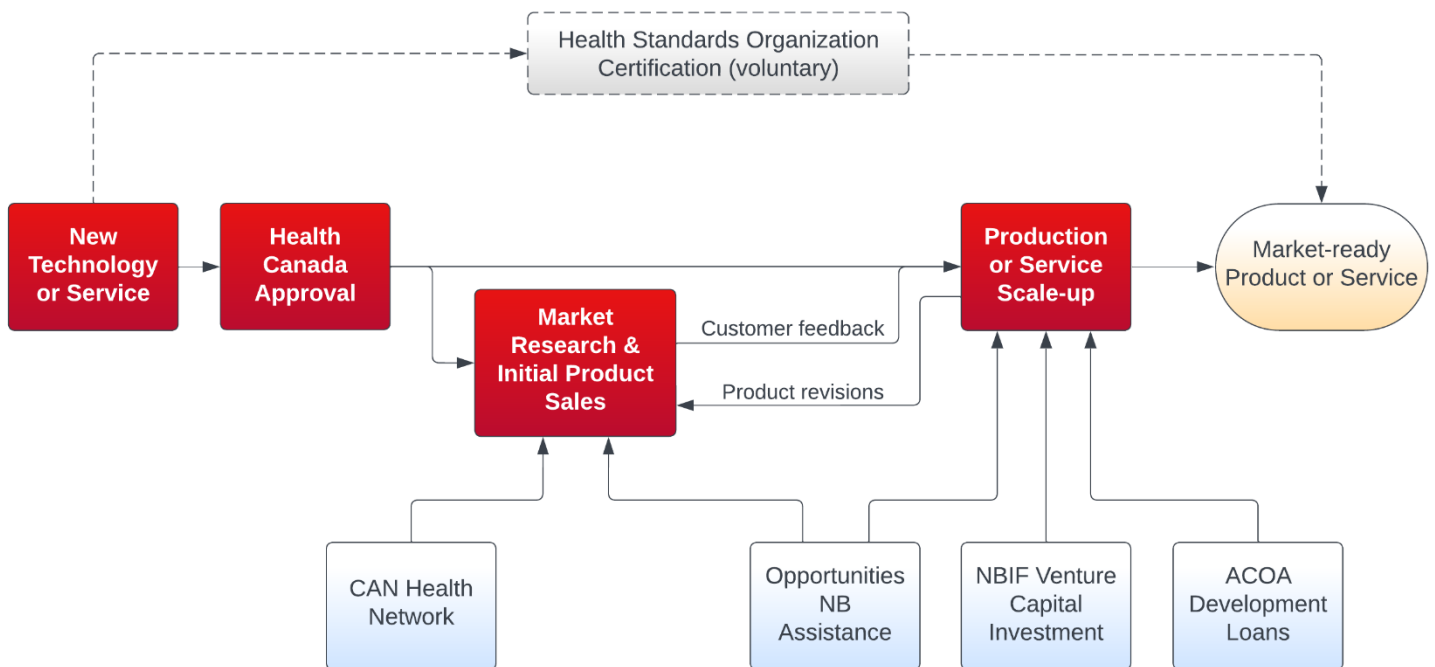 Health Standards Organization
Certification (voluntary)
New
Technology
or Service
Health
Canada
Approval
Production
or Service
Scale-up
Market-ready
Product or Service
Market
Research &
Initial Product
Sales
Customer feedback
Product revisions
CAN Health
Network
Opportunities
NB
Assistance
NBIF Venture
Capital
Investment
ACOA
Development
Loans